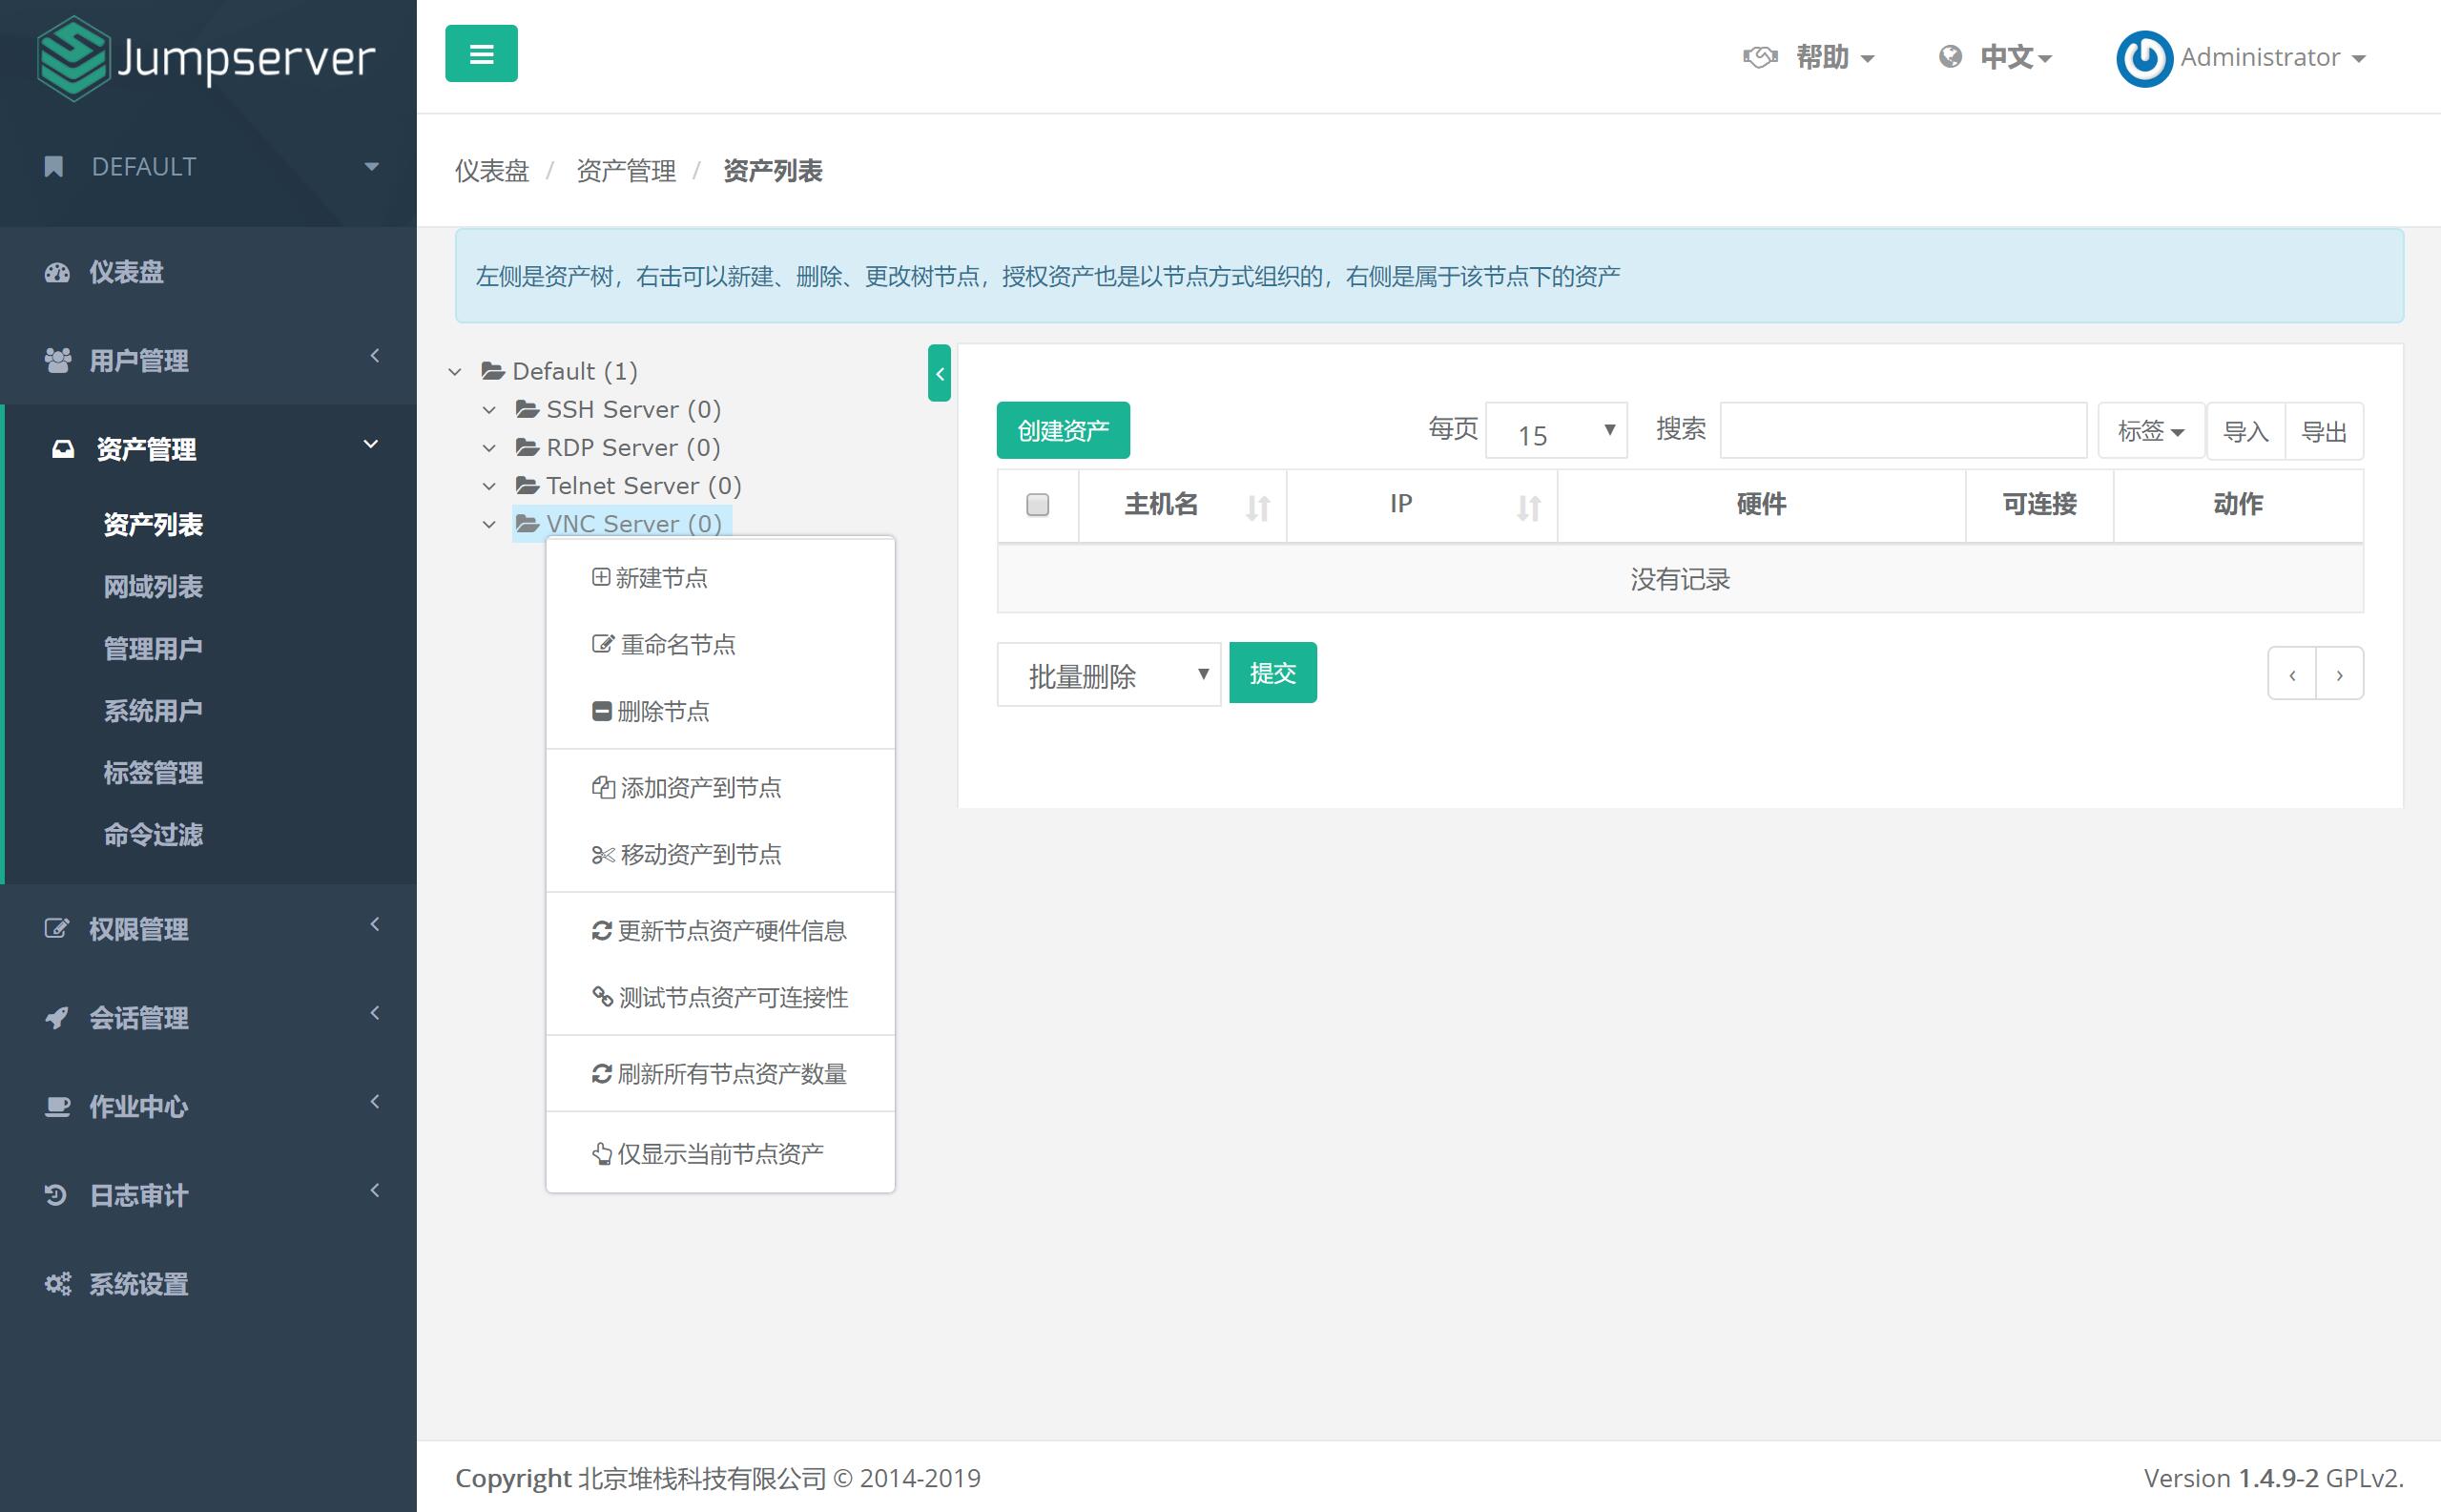 Jumpserver
帮助
中文
Administrator
DEFAULT
仪表盘 / 资产管理 / 资产列表
仪表盘
用户管理
资产管理
资产列表
网域列表
管理用户
系统用户
标签管理
命令过滤
权限管理
会话管理
作业中心
日志审计
系统设置
左侧是资产树，右击可以新建、删除、更改树节点，授权资产也是以节点方式组织的，右侧是属于该节点下的资产
Default (1)
SSH Server (0)
RDP Server (0)
Telnet Server (0)
VNC Server (0)
新建节点
重命名节点
删除节点
添加资产到节点
移动资产到节点
更新节点资产硬件信息
测试节点资产可连接性
刷新所有节点资产数量
仅显示当前节点资产
创建资产
每页 15 搜索 标签 导入 导出
主机名 IP 硬件 可连接 动作
没有记录
批量删除 提交
‹ ›
Copyright 北京堆栈科技有限公司 © 2014-2019
Version 1.4.9-2 GPLv2.